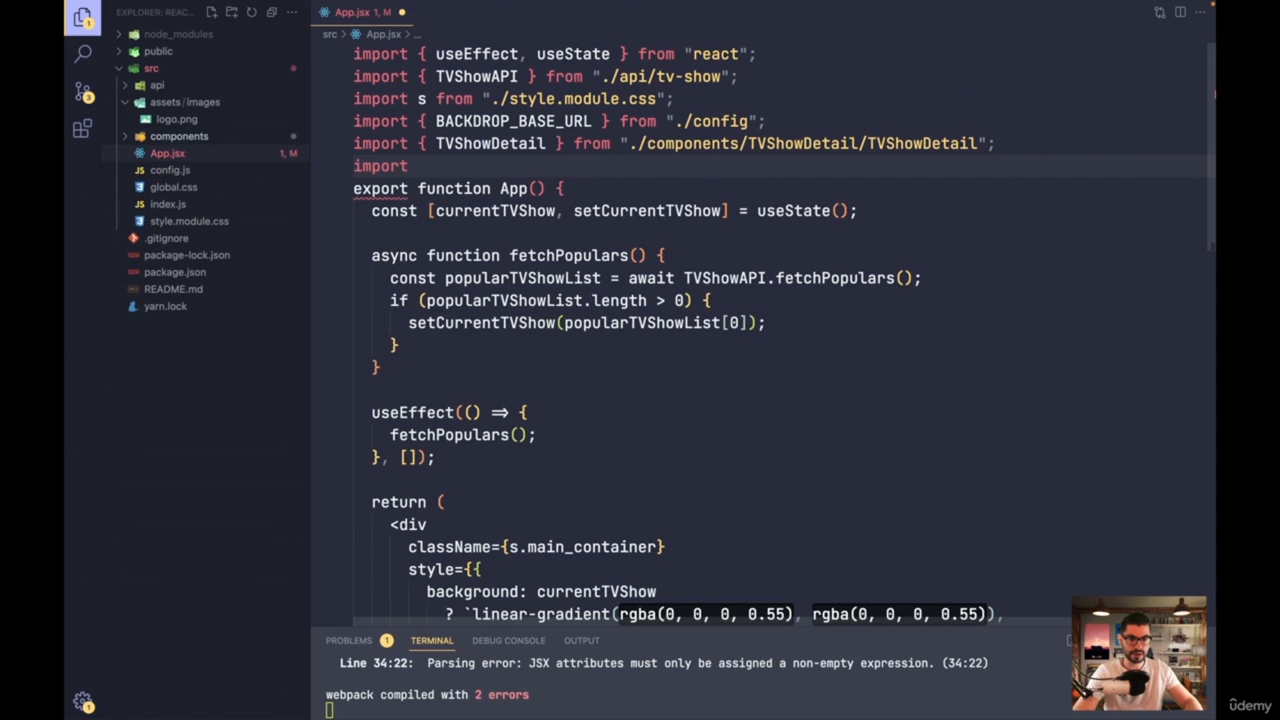 EXPLORER: REAC...
node_modules
public
src
api
assets/images
logo.png
components
App.jsx 1, M
config.js
global.css
index.js
style.module.css
.gitignore
package-lock.json
package.json
README.md
yarn.lock
1
3
1
App.jsx 1, M
src > App.jsx > ...
import { useEffect, useState } from "react";
import { TVShowAPI } from "./api/tv-show";
import s from "./style.module.css";
import { BACKDROP_BASE_URL } from "./config";
import { TVShowDetail } from "./components/TVShowDetail/TVShowDetail";
import
export function App() {
const [currentTVShow, setCurrentTVShow] = useState();
async function fetchPopulars() {
const popularTVShowList = await TVShowAPI.fetchPopulars();
if (popularTVShowList.length > 0) {
setCurrentTVShow(popularTVShowList[0]);
}
}
useEffect(() => {
fetchPopulars();
}, []);
return (
<div
className={s.main_container}
style={{
background: currentTVShow
? `linear-gradient(rgba(0, 0, 0, 0.55), rgba(0, 0, 0, 0.55)),
PROBLEMS 1 TERMINAL DEBUG CONSOLE OUTPUT
Line 34:22: Parsing error: JSX attributes must only be assigned a non-empty expression. (34:22)
webpack compiled with 2 errors
ûdemy